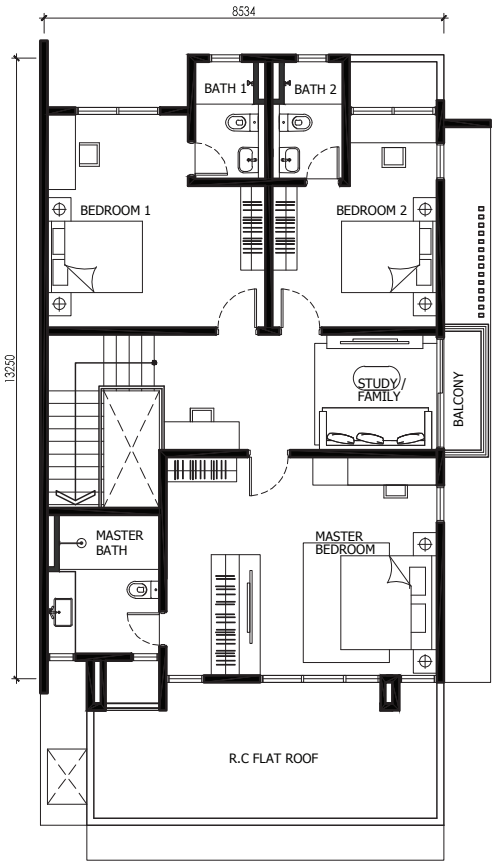 8534
BATH 1
BATH 2
BEDROOM 1
BEDROOM 2
13250
STUDY /
FAMILY
BALCONY
MASTER
BATH
MASTER
BEDROOM
R.C FLAT ROOF